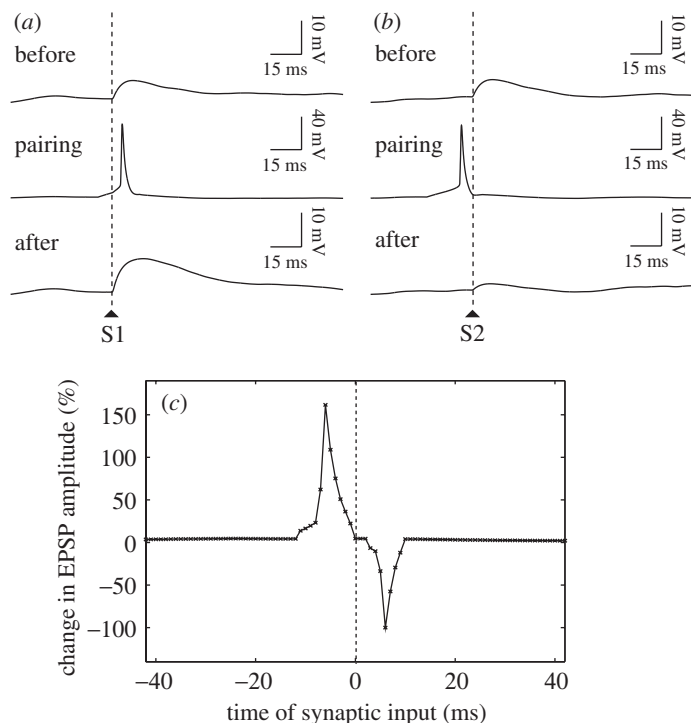 (a)
before
10 mV
15 ms
pairing
40 mV
15 ms
after
10 mV
15 ms
S1
(b)
before
10 mV
15 ms
pairing
40 mV
15 ms
after
10 mV
15 ms
S2
(c)
change in EPSP amplitude (%)
150
100
50
0
−50
−100
−40
−20
0
20
40
time of synaptic input (ms)